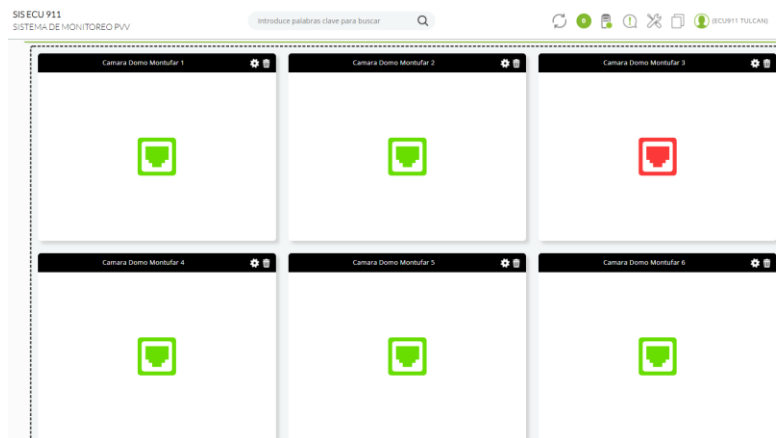 SIS ECU 911
SISTEMA DE MONITOREO PVV
Introduce palabras clave para buscar
0
(ECU911 TULCAN)
Camara Domo Montufar 1
Camara Domo Montufar 2
Camara Domo Montufar 3
Camara Domo Montufar 4
Camara Domo Montufar 5
Camara Domo Montufar 6